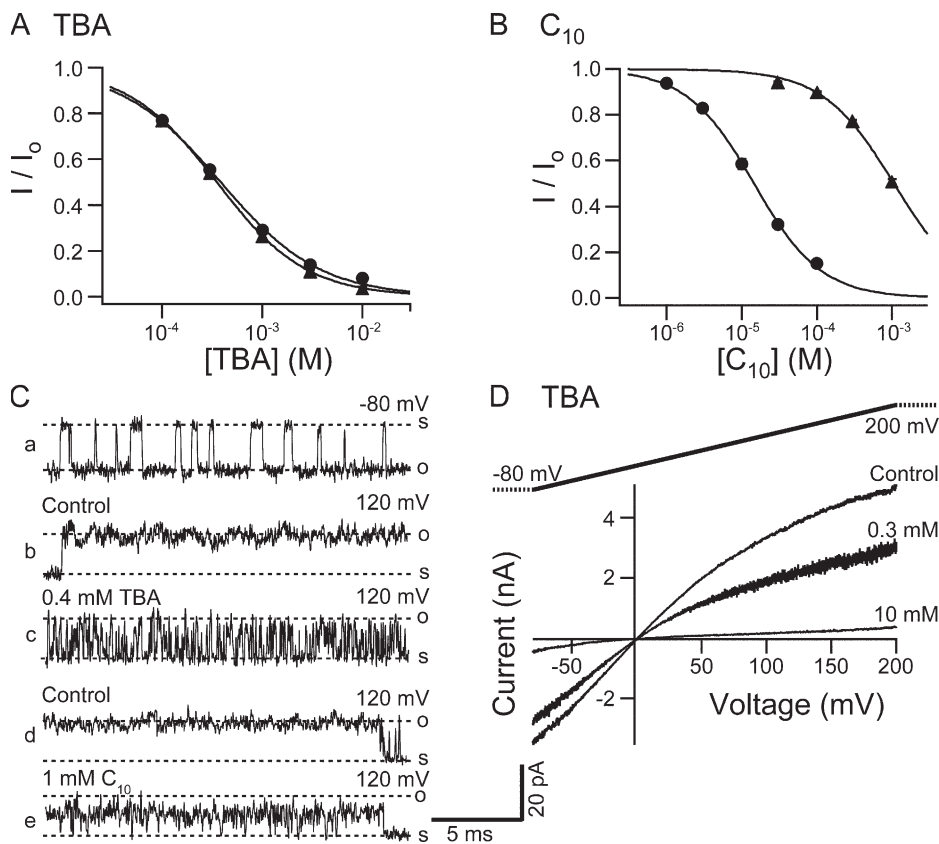 A TBA
1.0
0.8
0.6
0.4
0.2
0.0
I / Io
10-4
10-3
10-2
[TBA] (M)
B C10
1.0
0.8
0.6
0.4
0.2
0.0
I / Io
10-6
10-5
10-4
10-3
[C10] (M)
C
-80 mV
s
a
o
Control
120 mV
o
b
s
0.4 mM TBA
120 mV
o
c
s
Control
120 mV
o
d
s
1 mM C10
120 mV
o
e
s
20 pA
5 ms
D TBA
200 mV
-80 mV
Control
4
0.3 mM
2
10 mM
-50
50
100
150
200
-2
Current (nA)
Voltage (mV)